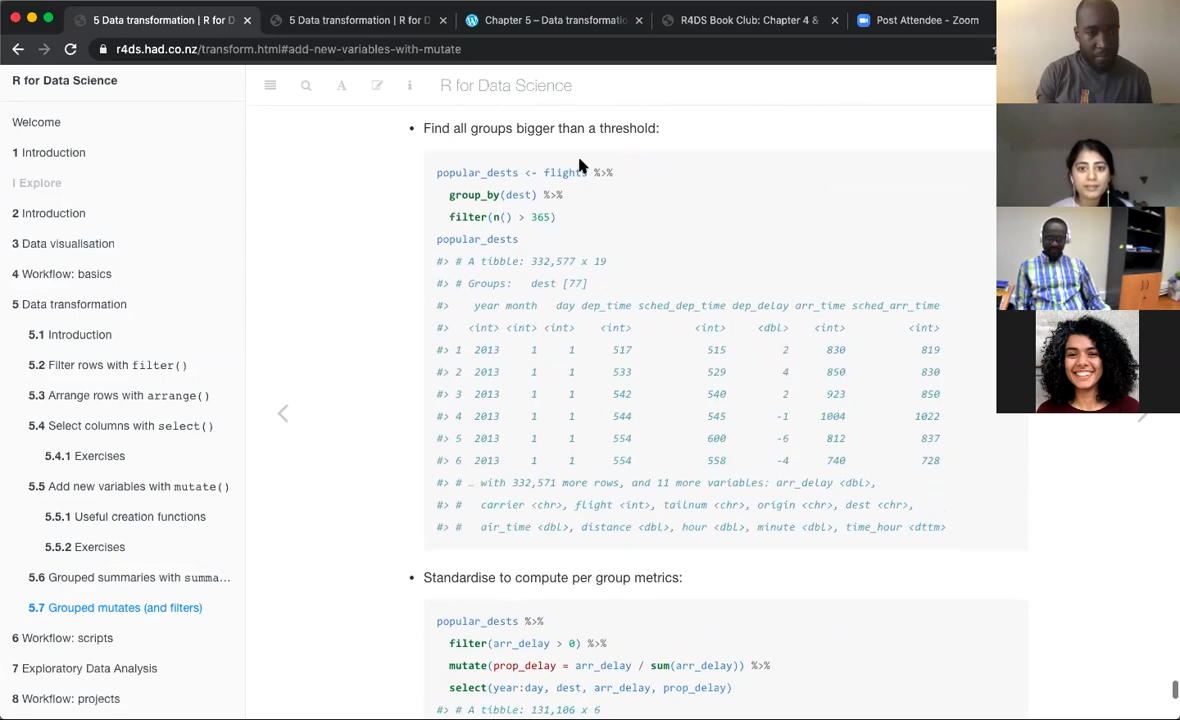 5 Data transformation | R for D
5 Data transformation | R for D
Chapter 5 – Data transformatio
R4DS Book Club: Chapter 4 &
Post Attendee - Zoom
r4ds.had.co.nz/transform.html#add-new-variables-with-mutate
R for Data Science
Welcome
1 Introduction
I Explore
2 Introduction
3 Data visualisation
4 Workflow: basics
5 Data transformation
5.1 Introduction
5.2 Filter rows with filter()
5.3 Arrange rows with arrange()
5.4 Select columns with select()
5.4.1 Exercises
5.5 Add new variables with mutate()
5.5.1 Useful creation functions
5.5.2 Exercises
5.6 Grouped summaries with summa...
5.7 Grouped mutates (and filters)
6 Workflow: scripts
7 Exploratory Data Analysis
8 Workflow: projects
A
i
R for Data Science
• Find all groups bigger than a threshold:
popular_dests <- flights %>%
group_by(dest) %>%
filter(n() > 365)
popular_dests
#> # A tibble: 332,577 x 19
#> # Groups: dest [77]
#> year month day dep_time sched_dep_time dep_delay arr_time sched_arr_time
#> <int> <int> <int> <int> <int> <dbl> <int> <int>
#> 1 2013 1 1 517 515 2 830 819
#> 2 2013 1 1 533 529 4 850 830
#> 3 2013 1 1 542 540 2 923 850
#> 4 2013 1 1 544 545 -1 1004 1022
#> 5 2013 1 1 554 600 -6 812 837
#> 6 2013 1 1 554 558 -4 740 728
#> # … with 332,571 more rows, and 11 more variables: arr_delay <dbl>,
#> # carrier <chr>, flight <int>, tailnum <chr>, origin <chr>, dest <chr>,
#> # air_time <dbl>, distance <dbl>, hour <dbl>, minute <dbl>, time_hour <dttm>
• Standardise to compute per group metrics:
popular_dests %>%
filter(arr_delay > 0) %>%
mutate(prop_delay = arr_delay / sum(arr_delay)) %>%
select(year:day, dest, arr_delay, prop_delay)
#> # A tibble: 131,106 x 6